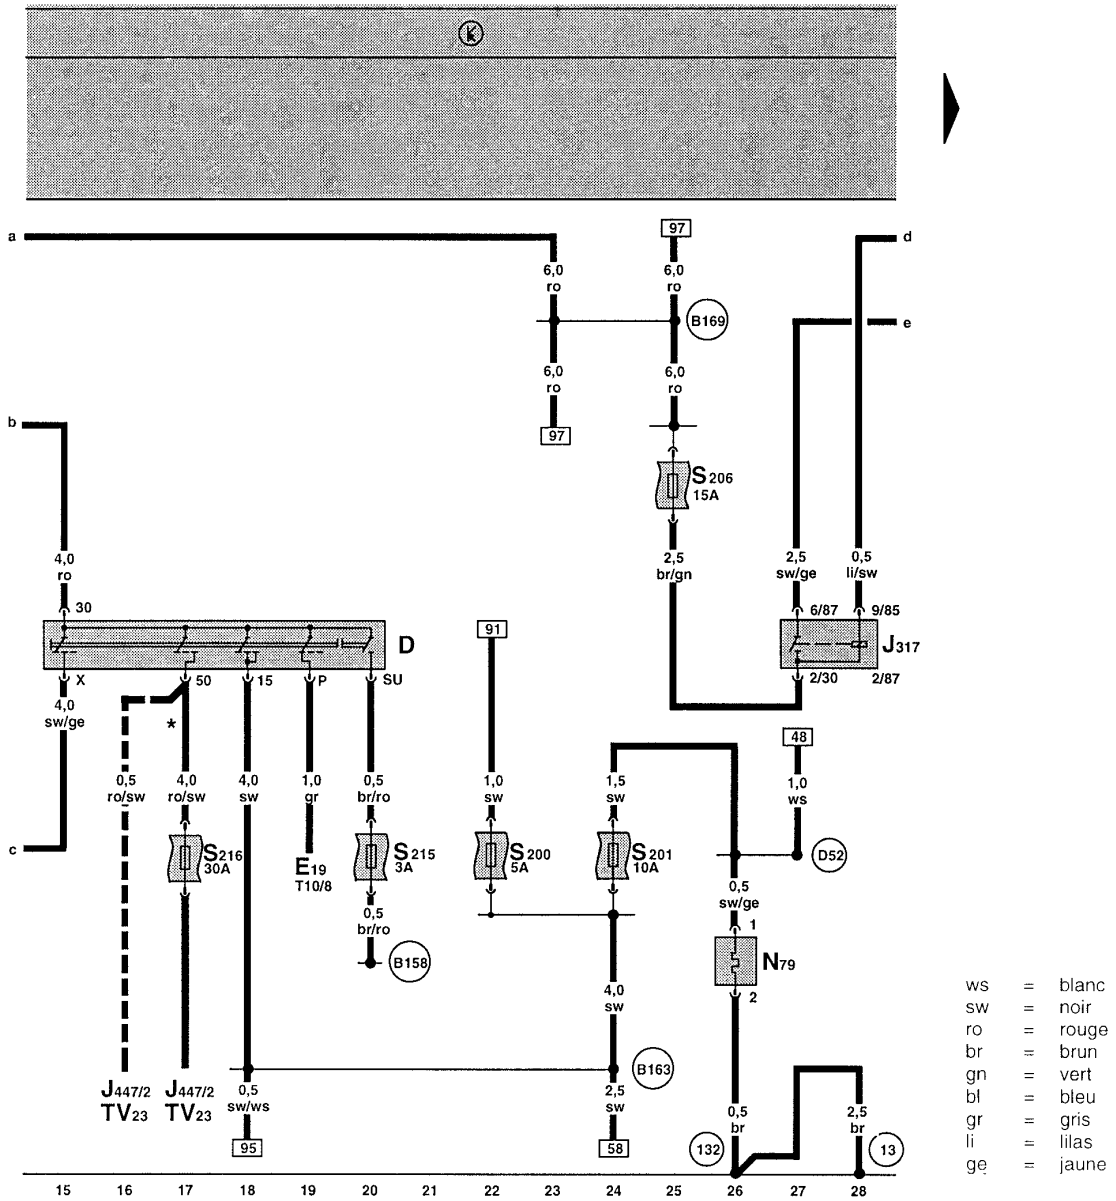 K
97
a
d
6,0
ro
6,0
ro
B169
e
6,0
ro
6,0
ro
b
97
S206
15A
4,0
ro
2,5
br/gn
2,5
sw/ge
0,5
li/sw
30
6/87
9/85
91
D
J317
X
50
15
P
SU
2/30
2/87
4,0
sw/ge
*
48
0,5
ro/sw
4,0
ro/sw
4,0
sw
1,0
gr
0,5
br/ro
1,0
sw
1,5
sw
1,0
ws
c
S216
30A
E19
T10/8
S215
3A
S200
5A
S201
10A
D52
0,5
sw/ge
0,5
br/ro
1
B158
N79
2
4,0
sw
ws = blanc
sw = noir
ro = rouge
br = brun
gn = vert
bl = bleu
gr = gris
li = lilas
ge = jaune
B163
J447/2
TV23
J447/2
TV23
0,5
sw/ws
2,5
sw
0,5
br
2,5
br
95
58
132
13
15 16 17 18 19 20 21 22 23 24 25 26 27 28